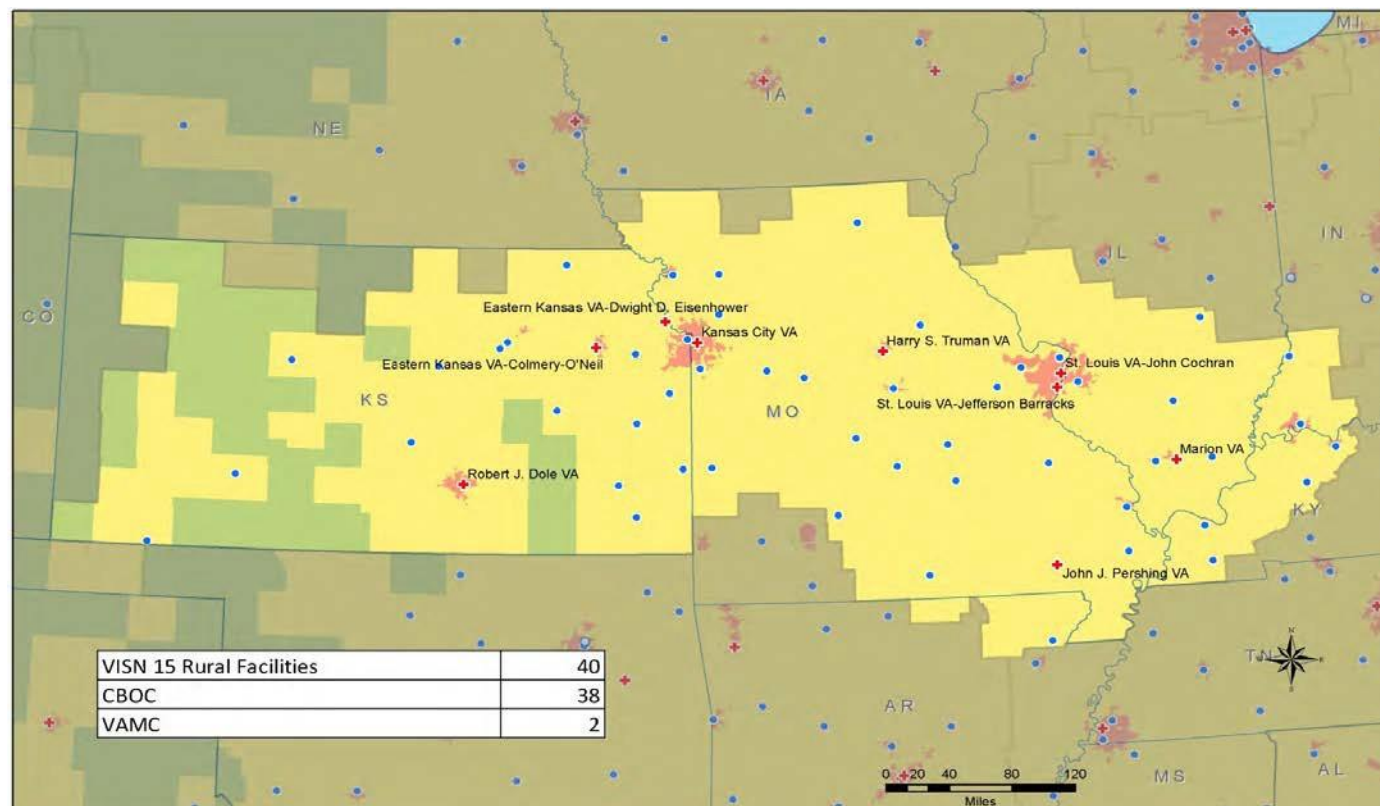 MI
IA
NE
IN
IL
CO
Eastern Kansas VA-Dwight D. Eisenhower
Kansas City VA
Harry S. Truman VA
Eastern Kansas VA-Colmery-O'Neil
St. Louis VA-John Cochran
KS
MO
St. Louis VA-Jefferson Barracks
Marion VA
Robert J. Dole VA
KY
John J. Pershing VA
N
TN
E
S
VISN 15 Rural Facilities 40
CBOC 38
VAMC 2
AR
MS
AL
0 20 40 80 120
Miles